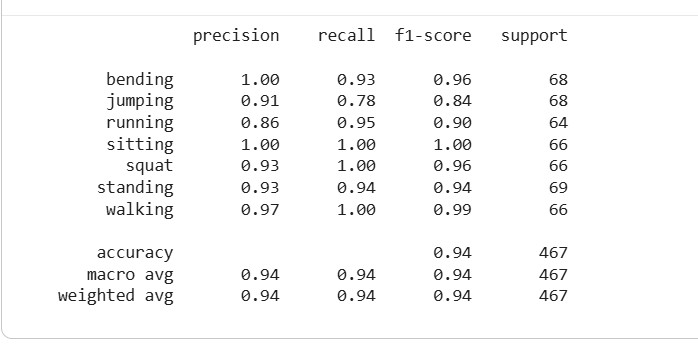 precision recall f1-score support
bending 1.00 0.93 0.96 68
jumping 0.91 0.78 0.84 68
running 0.86 0.95 0.90 64
sitting 1.00 1.00 1.00 66
squat 0.93 1.00 0.96 66
standing 0.93 0.94 0.94 69
walking 0.97 1.00 0.99 66
accuracy 0.94 467
macro avg 0.94 0.94 0.94 467
weighted avg 0.94 0.94 0.94 467